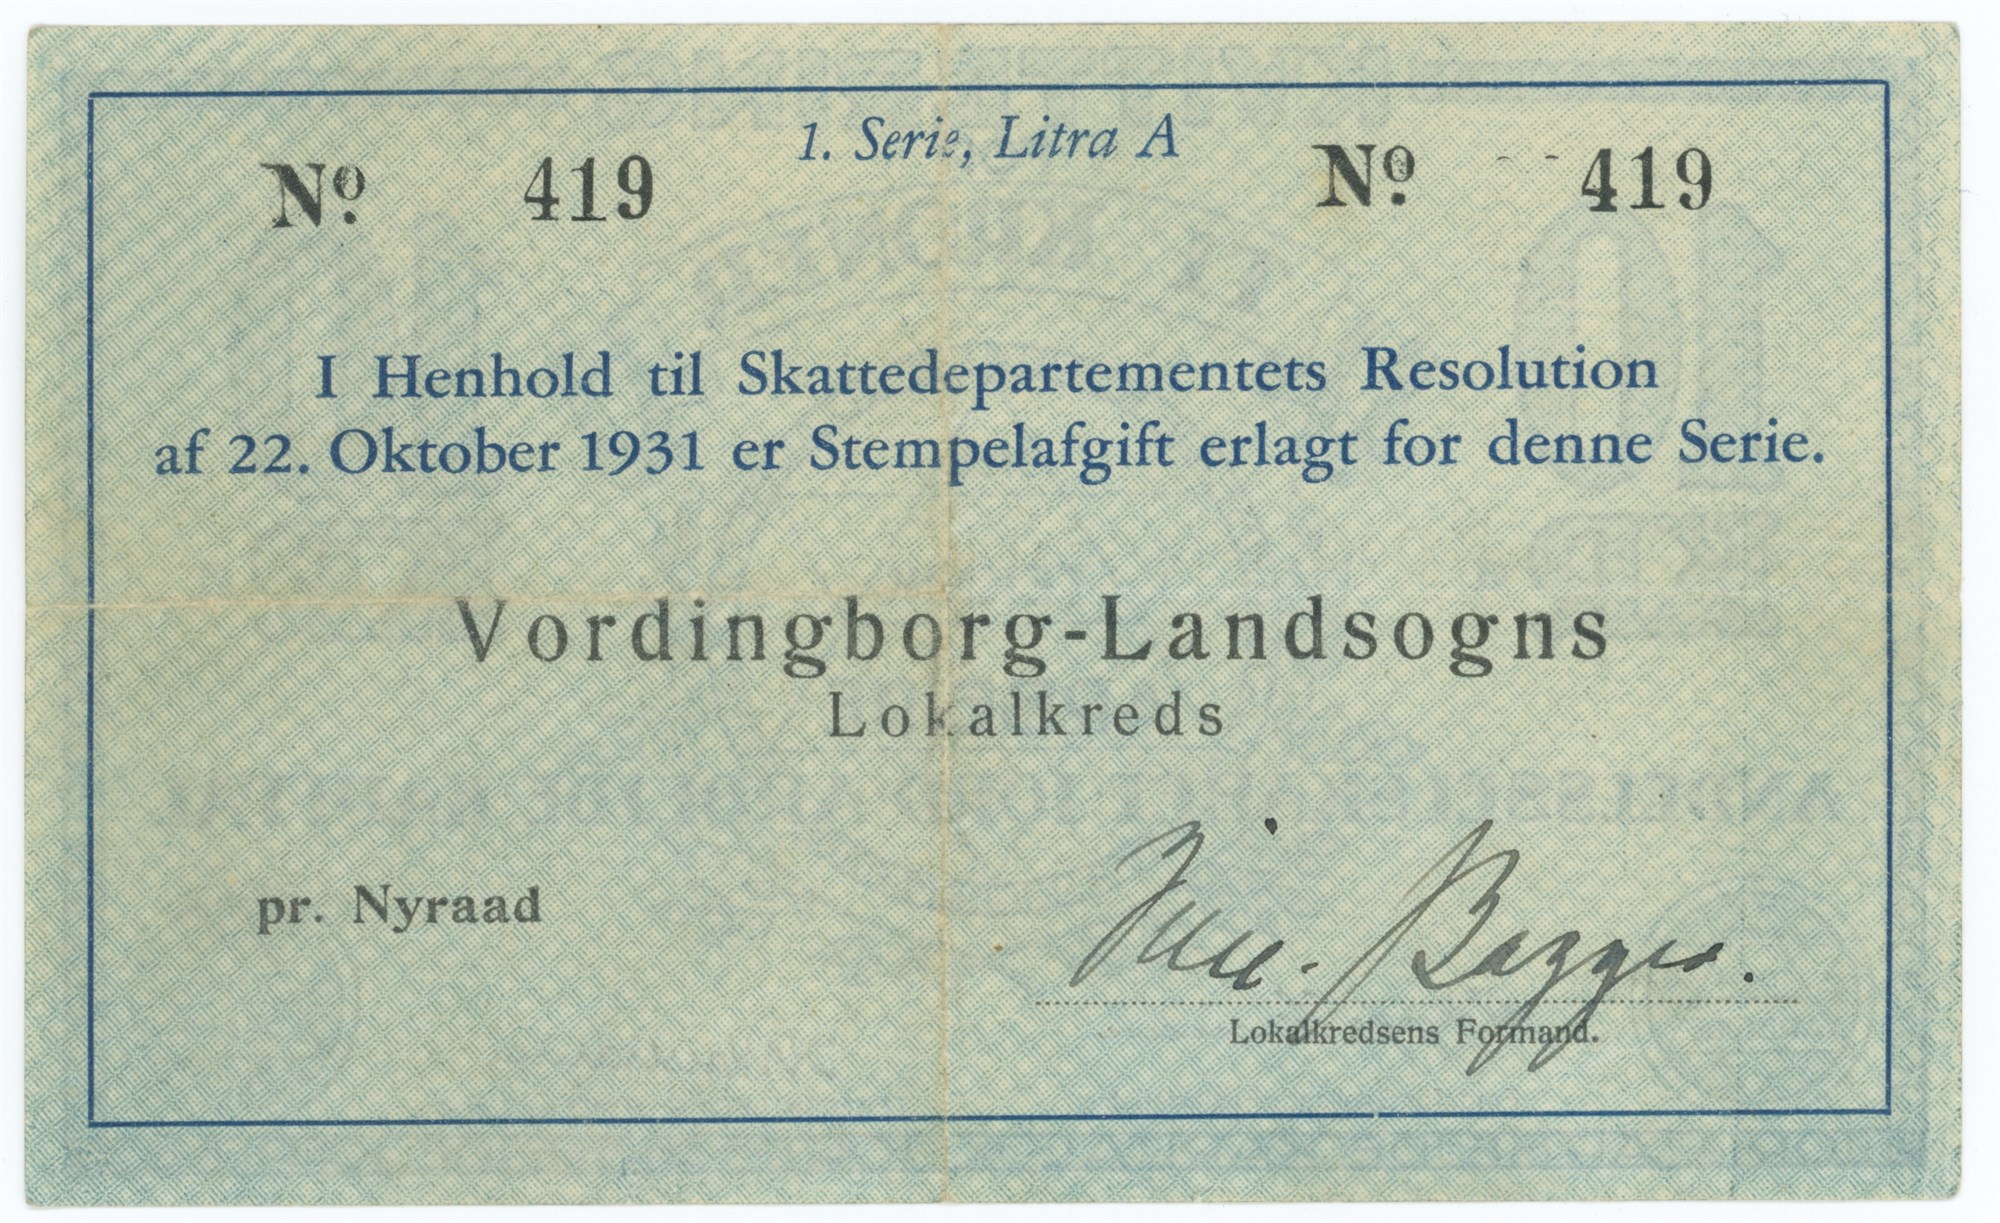 1. Serie, Litra A
No. 419 No. 419
I Henhold til Skattedepartementets Resolution
af 22. Oktober 1931 er Stempelafgift erlagt for denne Serie.
Vordingborg-Landsogns
Lokalkreds
pr. Nyraad
Lokalkredsens Formand.